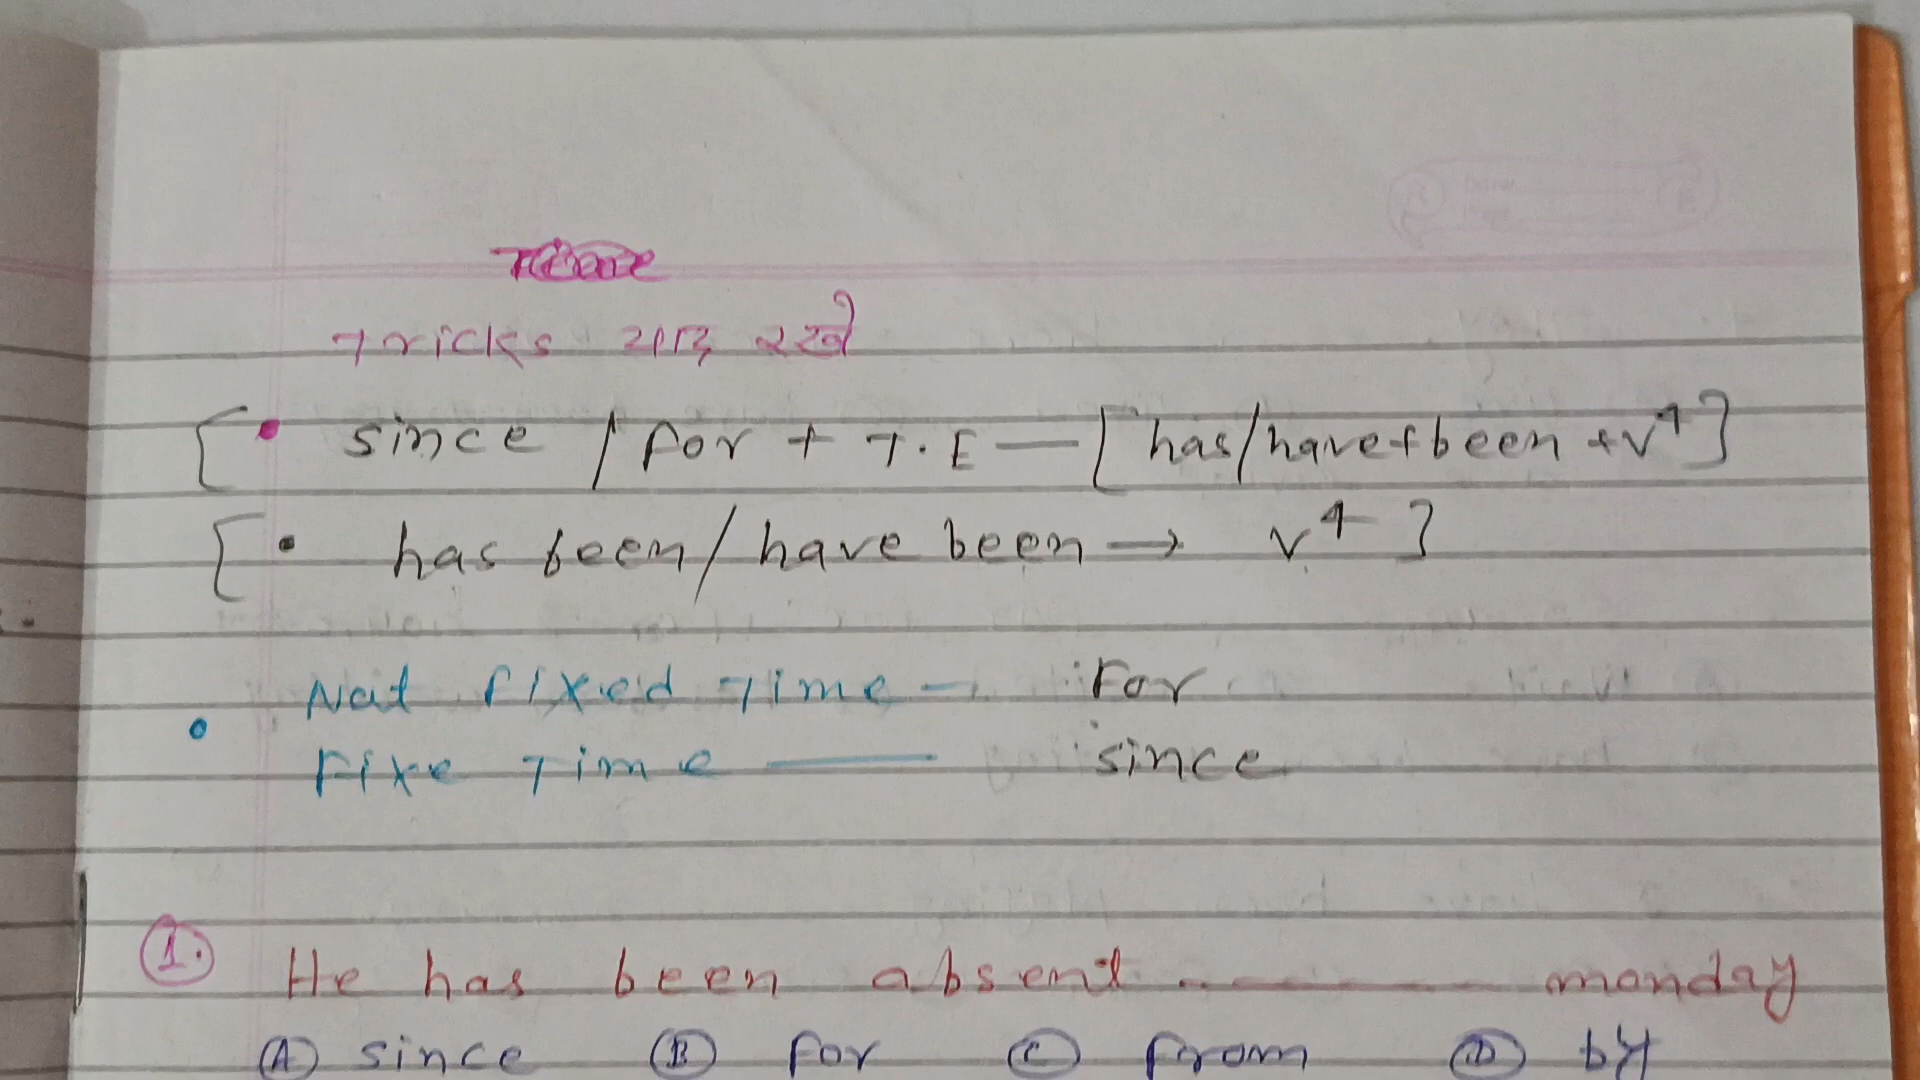 Tricks याद रखे
[• since / for + T.E — [has/have+been +v⁴]
[• has been/have been → v⁴]
Not fixed Time — For
• Fixe Time — since
1. He has been absent ........ monday
(A) since (B) for (C) from (D) by